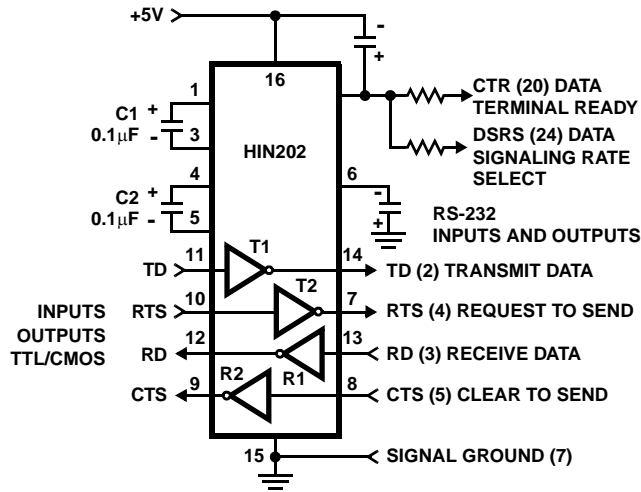 +5V
-
+
16
1
CTR (20) DATA
TERMINAL READY
C1
+
0.1μF
-
3
HIN202
DSRS (24) DATA
SIGNALING RATE
SELECT
4
6
C2
+
0.1μF
-
5
-
+
RS-232
INPUTS AND OUTPUTS
TD
11
T1
14
TD (2) TRANSMIT DATA
INPUTS
OUTPUTS
TTL/CMOS
RTS
10
T2
7
RTS (4) REQUEST TO SEND
RD
12
R1
13
RD (3) RECEIVE DATA
CTS
9
R2
8
CTS (5) CLEAR TO SEND
15
SIGNAL GROUND (7)